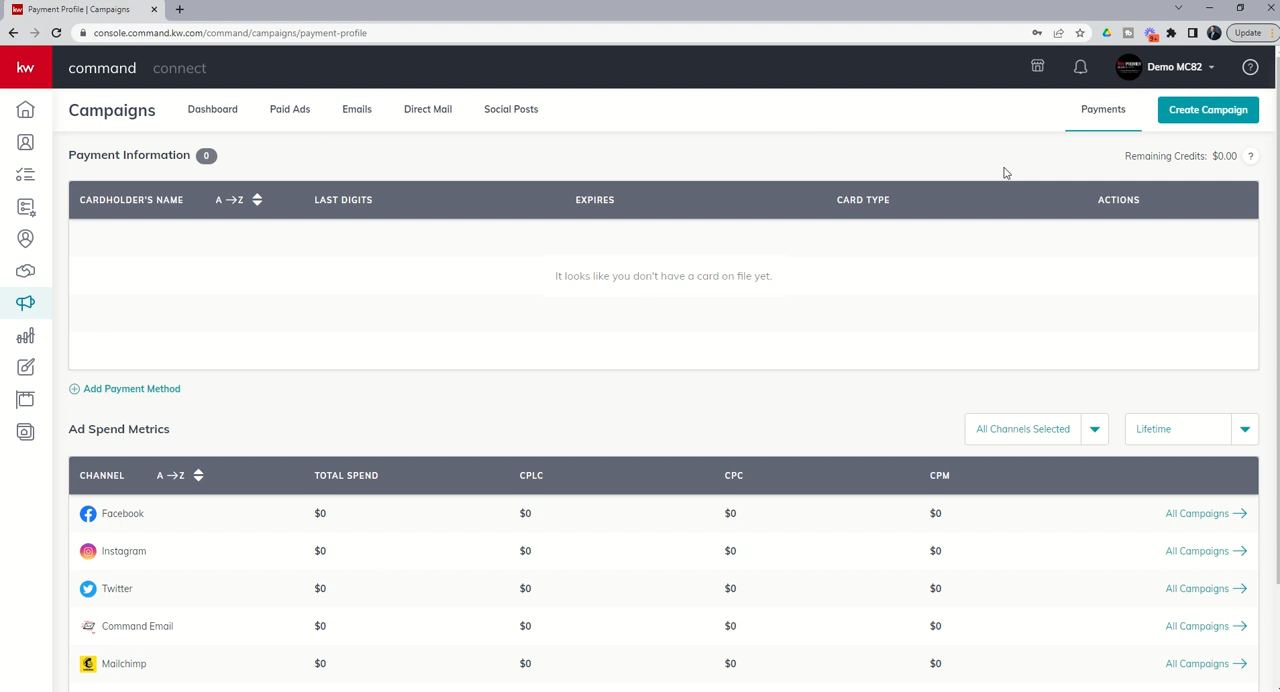 Payment Profile | Campaigns
console.command.kw.com/command/campaigns/payment-profile
9+
Update
kw
command connect
Demo MC82
?
Campaigns Dashboard Paid Ads Emails Direct Mail Social Posts Payments Create Campaign
Payment Information 0
Remaining Credits: $0.00 ?
CARDHOLDER'S NAME A → Z LAST DIGITS EXPIRES CARD TYPE ACTIONS
It looks like you don't have a card on file yet.
Add Payment Method
Ad Spend Metrics All Channels Selected Lifetime
CHANNEL A → Z TOTAL SPEND CPLC CPC CPM
Facebook $0 $0 $0 $0 All Campaigns →
Instagram $0 $0 $0 $0 All Campaigns →
Twitter $0 $0 $0 $0 All Campaigns →
Command Email $0 $0 $0 $0 All Campaigns →
Mailchimp $0 $0 $0 $0 All Campaigns →